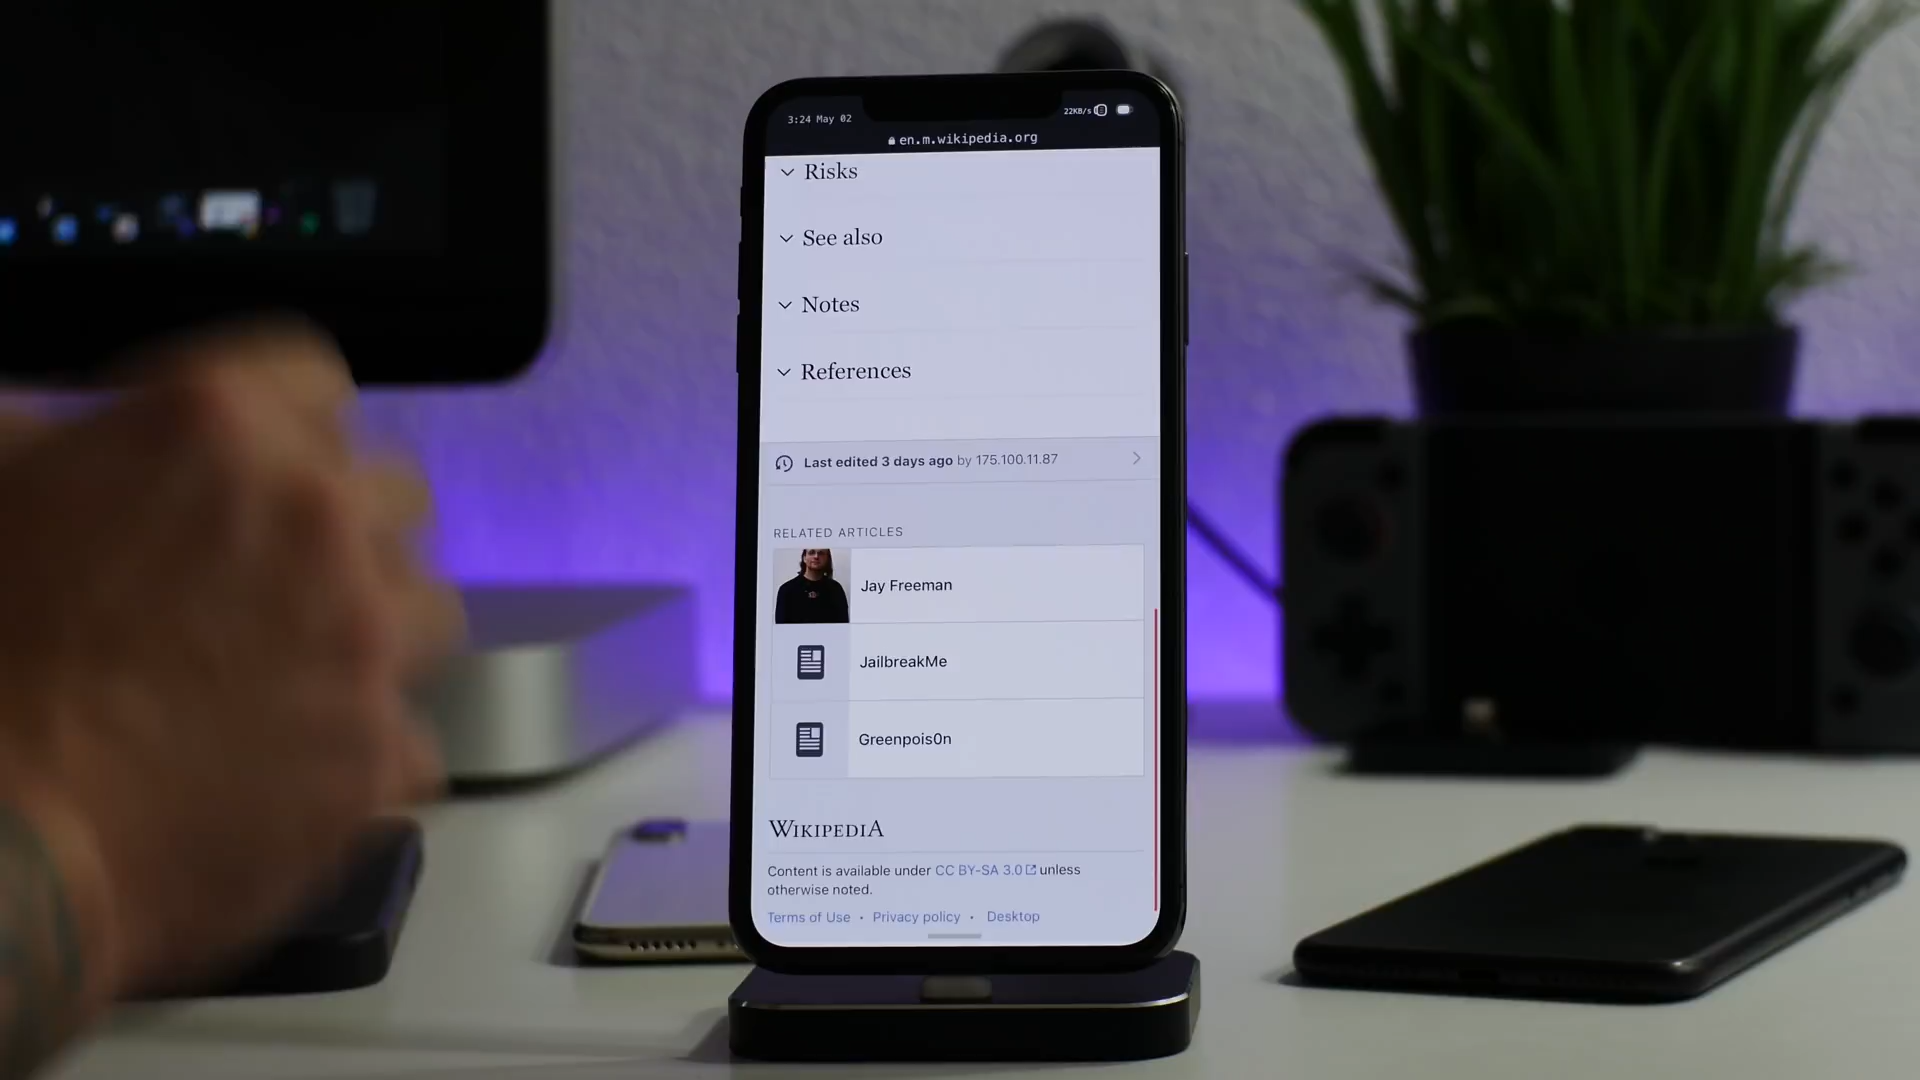 3:24 May 02
22KB/s
en.m.wikipedia.org
Risks
See also
Notes
References
Last edited 3 days ago by 175.100.11.87
RELATED ARTICLES
Jay Freeman
JailbreakMe
Greenpois0n
WIKIPEDIA
Content is available under CC BY-SA 3.0 unless
otherwise noted.
Terms of Use • Privacy policy • Desktop